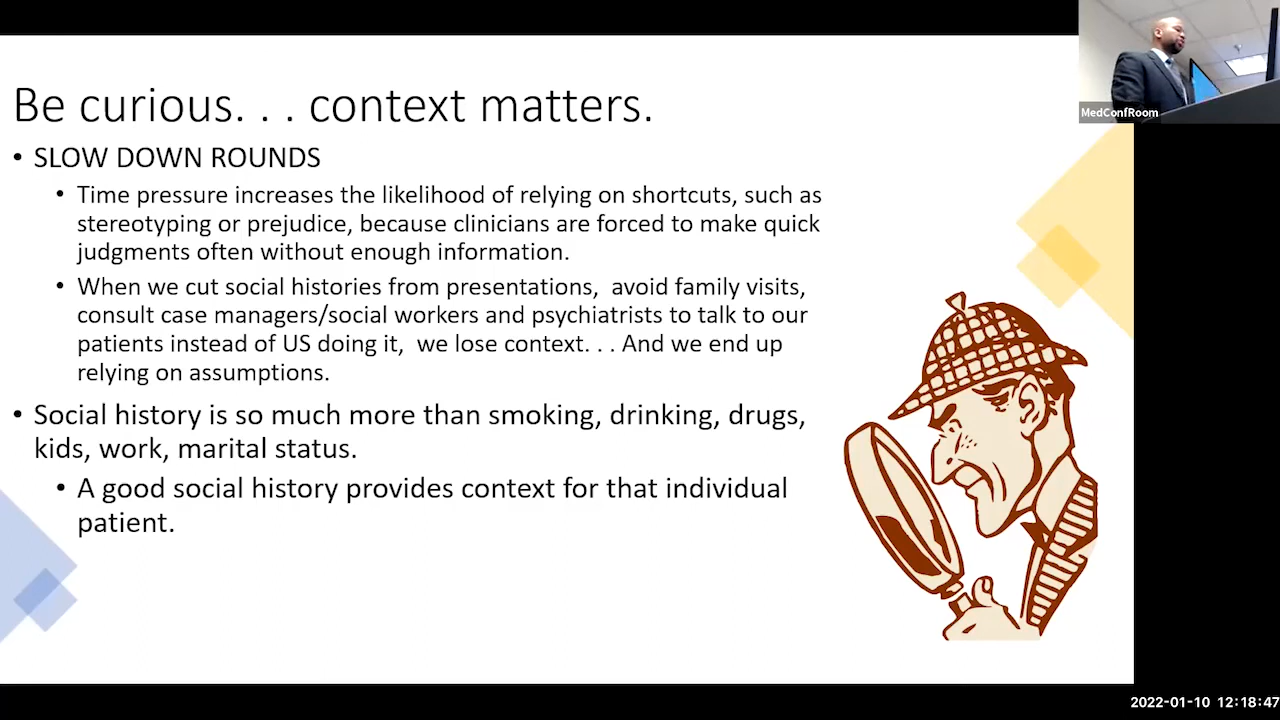 MedConfRoom
Be curious. . . context matters.
• SLOW DOWN ROUNDS
• Time pressure increases the likelihood of relying on shortcuts, such as
stereotyping or prejudice, because clinicians are forced to make quick
judgments often without enough information.
• When we cut social histories from presentations,  avoid family visits,
consult case managers/social workers and psychiatrists to talk to our
patients instead of US doing it,  we lose context. . . And we end up
relying on assumptions.
• Social history is so much more than smoking, drinking, drugs,
kids, work, marital status.
• A good social history provides context for that individual
patient.
2022-01-10 12:18:47